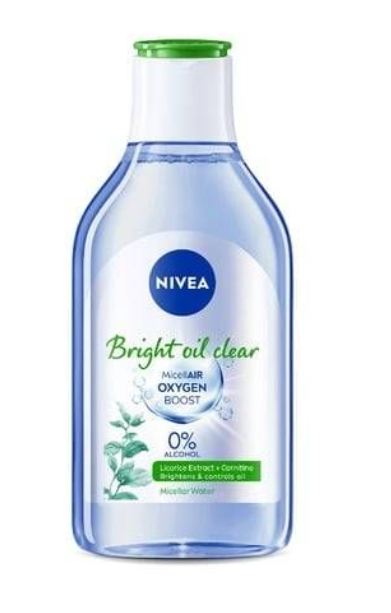 NIVEA
Bright oil clear
MicellAIR
OXYGEN
BOOST
0%
ALCOHOL
Licorice Extract + Carnitine
Brightens & controls oil
Micellar Water